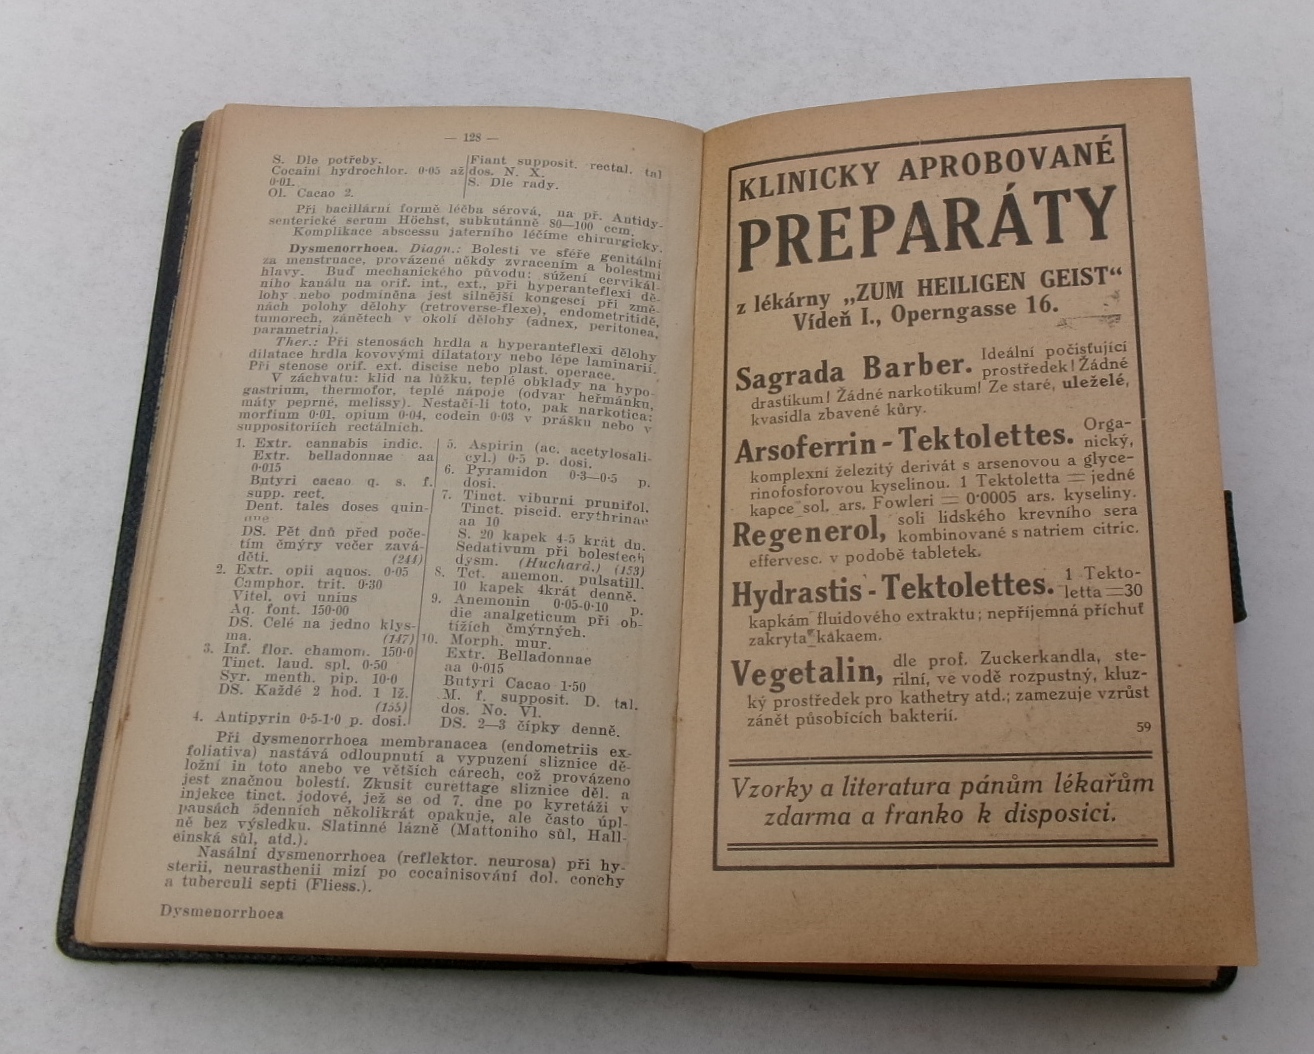 — 128 —
S. Dle potřeby.
Cocaini hydrochlor. 0·05 až
0·01.
Ol. Cacao 2.
Fiant supposit. rectal. tal
dos. N. X.
S. Dle rady.
Při bacillární formě léčba sérová, na př. Antidy-
senterické serum Höchst, subkutánně 80—100 ccm.
Komplikace abscessu jaterního léčíme chirurgicky.
Dysmenorrhoea. Diagn.: Bolesti ve sféře genitální
za menstruace, provázené někdy zvracením a bolestmi
hlavy. Buď mechanického původu: súžení cervikál-
ního kanálu na orif. int., ext., při hyperanteflexi dě-
lohy nebo podmíněna jest silnější kongescí při změ-
nách polohy dělohy (retroverse-flexe), endometritidě,
tumorech, zánětech v okolí dělohy (adnex, peritonea,
parametria).
Ther.: Při stenosách hrdla a hyperanteflexi dělohy
dilatace hrdla kovovými dilatatory nebo lépe laminarií.
Při stenose orif. ext. discise nebo plast. operace.
V záchvatu: klid na lůžku, teplé obklady na hypo-
gastrium, thermofor, teplé nápoje (odvar heřmánku,
máty peprné, melissy). Nestačí-li toto, pak narkotica:
morfium 0·01, opium 0·04, codein 0·03 v prášku nebo v
suppositoriích rectálních.
1. Extr. cannabis indic.
Extr. belladonnae aa
0·015
Butyri cacao q. s. f.
supp. rect.
Dent. tales doses quin-
que
DS. Pět dnů před poče-
tím čmýry večer zavá-
děti. (244)
2. Extr. opii aquos. 0·05
Camphor. trit. 0·30
Vitel. ovi unius
Aq. font. 150·00
DS. Celé na jedno klys-
ma. (147)
3. Inf. flor. chamom. 150·0
Tinct. laud. spl. 0·50
Syr. menth. pip. 10·0
DS. Každé 2 hod. 1 lž.
(155)
4. Antipyrin 0·5-1·0 p. dosi.
5. Aspirin (ac. acetylosali-
cyl.) 0·5 p. dosi.
6. Pyramidon 0·3—0·5 p.
dosi.
7. Tinct. viburni prunifol.
Tinct. piscid. erythrinae
aa 10
S. 20 kapek 4-5 krát dn.
Sedativum při bolestech
dysm. (Huchard.) (153)
8. Tct. anemon. pulsatill.
10 kapek 4krát denně.
9. Anemonin 0·05-0·10 p.
die analgeticum při ob-
tížích čmýrných.
10. Morph. mur.
Extr. Belladonnae
aa 0·015
Butyri Cacao 1·50
M. f. supposit. D. tal.
dos. No. VI.
DS. 2—3 čípky denně.
Při dysmenorrhoea membranacea (endometriis ex-
foliativa) nastává odloupnutí a vypuzení sliznice dě-
ložní in toto anebo ve větších cárech, což provázeno
jest značnou bolestí. Zkusit curettage sliznice děl. a
injekce tinct. jodové, jež se od 7. dne po kyretáži v
pausách 5denních několikrát opakuje, ale často úpl-
ně bez výsledku. Slatinné lázně (Mattoniho sůl, Hall-
einská sůl, atd.).
Nasální dysmenorrhoea (reflektor. neurosa) při hy-
sterii, neurasthenii mizí po cocainisování dol. conchy
a tuberculi septi (Fliess.).
Dysmenorrhoea
KLINICKY APROBOVANÉ
PREPARÁTY
z lékárny „ZUM HEILIGEN GEIST“
Vídeň I., Operngasse 16.
Sagrada Barber. Ideální počisťující
prostředek! Žádné
drastikum! Žádné narkotikum! Ze staré, uleželé,
kvasidla zbavené kůry.
Arsoferrin - Tektolettes. Orga-
nický,
komplexní železitý derivát s arsenovou a glyce-
rinofosforovou kyselinou. 1 Tektoletta = jedné
kapce sol. ars. Fowleri = 0·0005 ars. kyseliny.
Regenerol, soli lidského krevního sera
kombinované s natriem citric.
effervesc. v podobě tabletek.
Hydrastis - Tektolettes. 1 Tekto-
letta = 30
kapkám fluidového extraktu; nepříjemná příchuť
zakryta kakaem.
Vegetalin, dle prof. Zuckerkandla, ste-
rilní, ve vodě rozpustný, kluz-
ký prostředek pro kathetry atd.; zamezuje vzrůst
zánět působících bakterií.
59
Vzorky a literatura pánům lékařům
zdarma a franko k disposici.